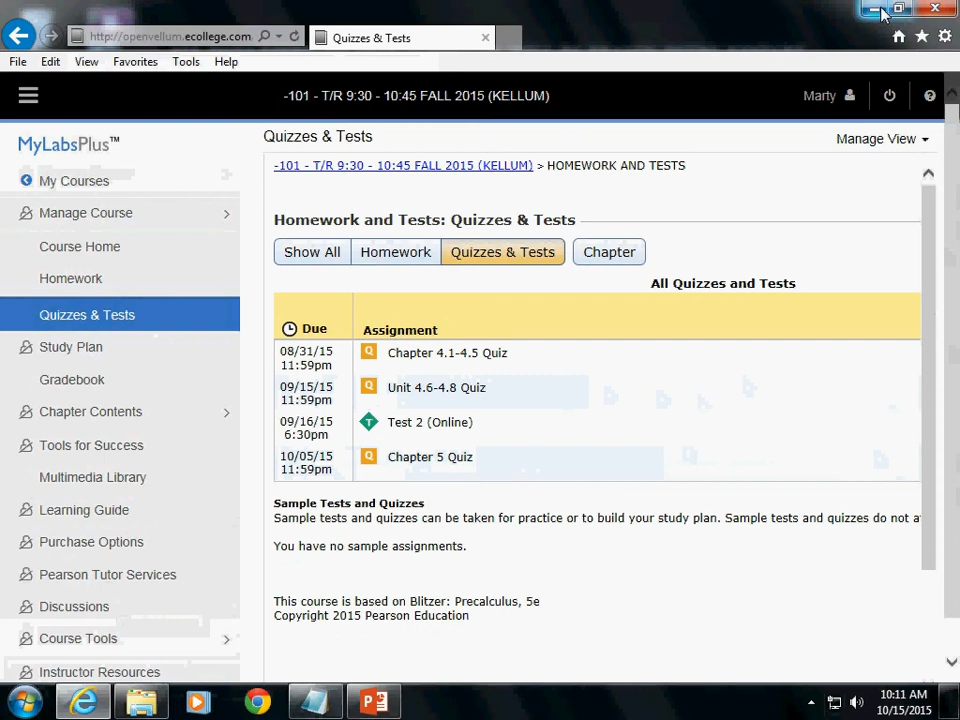 http://openvellum.ecollege.com
Quizzes & Tests
File Edit View Favorites Tools Help
-101 - T/R 9:30 - 10:45 FALL 2015 (KELLUM)
Marty
MyLabsPlus™
Quizzes & Tests
Manage View
My Courses
-101 - T/R 9:30 - 10:45 FALL 2015 (KELLUM) > HOMEWORK AND TESTS
Manage Course
Course Home
Homework
Quizzes & Tests
Study Plan
Gradebook
Chapter Contents
Tools for Success
Multimedia Library
Learning Guide
Purchase Options
Pearson Tutor Services
Discussions
Course Tools
Instructor Resources
Homework and Tests: Quizzes & Tests
Show All Homework Quizzes & Tests Chapter
All Quizzes and Tests
Due Assignment
08/31/15 Q Chapter 4.1-4.5 Quiz
11:59pm
09/15/15 Q Unit 4.6-4.8 Quiz
11:59pm
09/16/15 T Test 2 (Online)
6:30pm
10/05/15 Q Chapter 5 Quiz
11:59pm
Sample Tests and Quizzes
Sample tests and quizzes can be taken for practice or to build your study plan. Sample tests and quizzes do not a
You have no sample assignments.
This course is based on Blitzer: Precalculus, 5e
Copyright 2015 Pearson Education
10:11 AM
10/15/2015